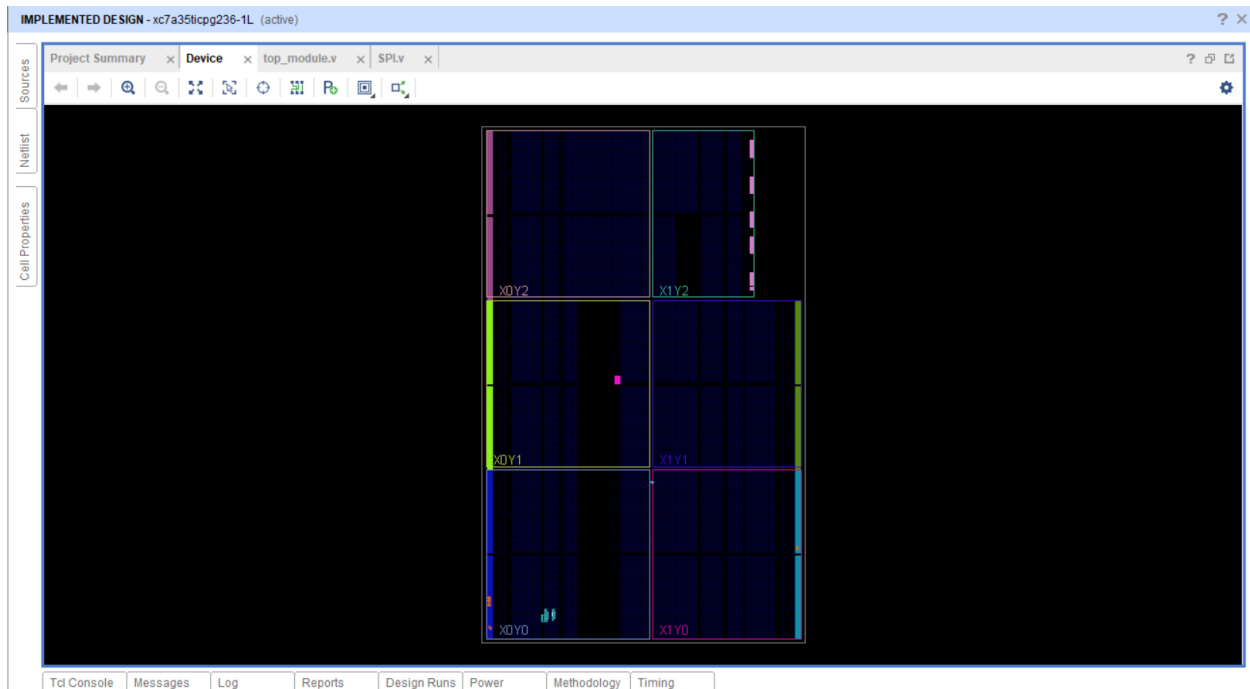 IMPLEMENTED DESIGN - xc7a35ticpg236-1L (active)
Project Summary Device top_module.v SPI.v
Sources
Netlist
Cell Properties
X0Y2 X1Y2
X0Y1 X1Y1
X0Y0 X1Y0
Tcl Console Messages Log Reports Design Runs Power Methodology Timing